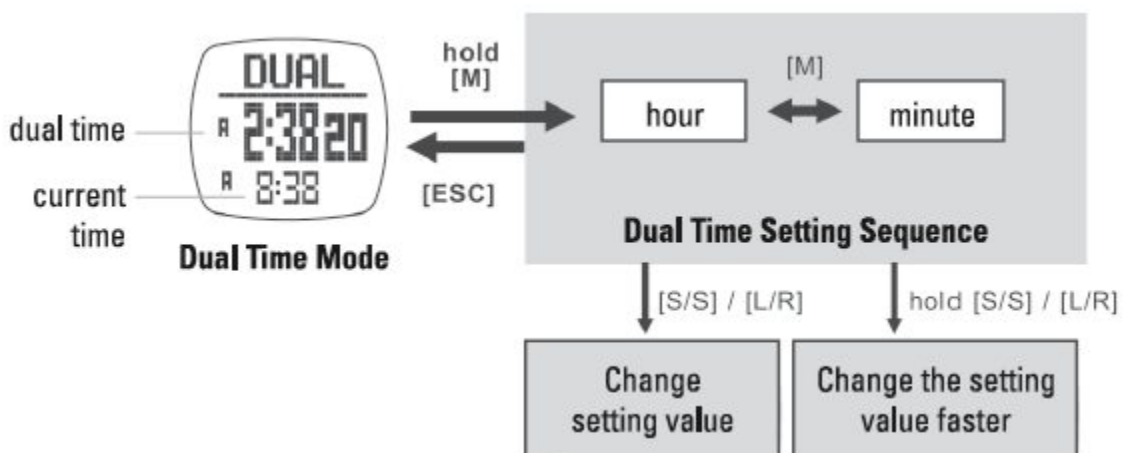 DUAL
A 2:38 20
A 8:38
dual time
current
time
Dual Time Mode
hold
[M]
[ESC]
hour
[M]
minute
Dual Time Setting Sequence
[S/S] / [L/R]
hold [S/S] / [L/R]
Change
setting value
Change the setting
value faster